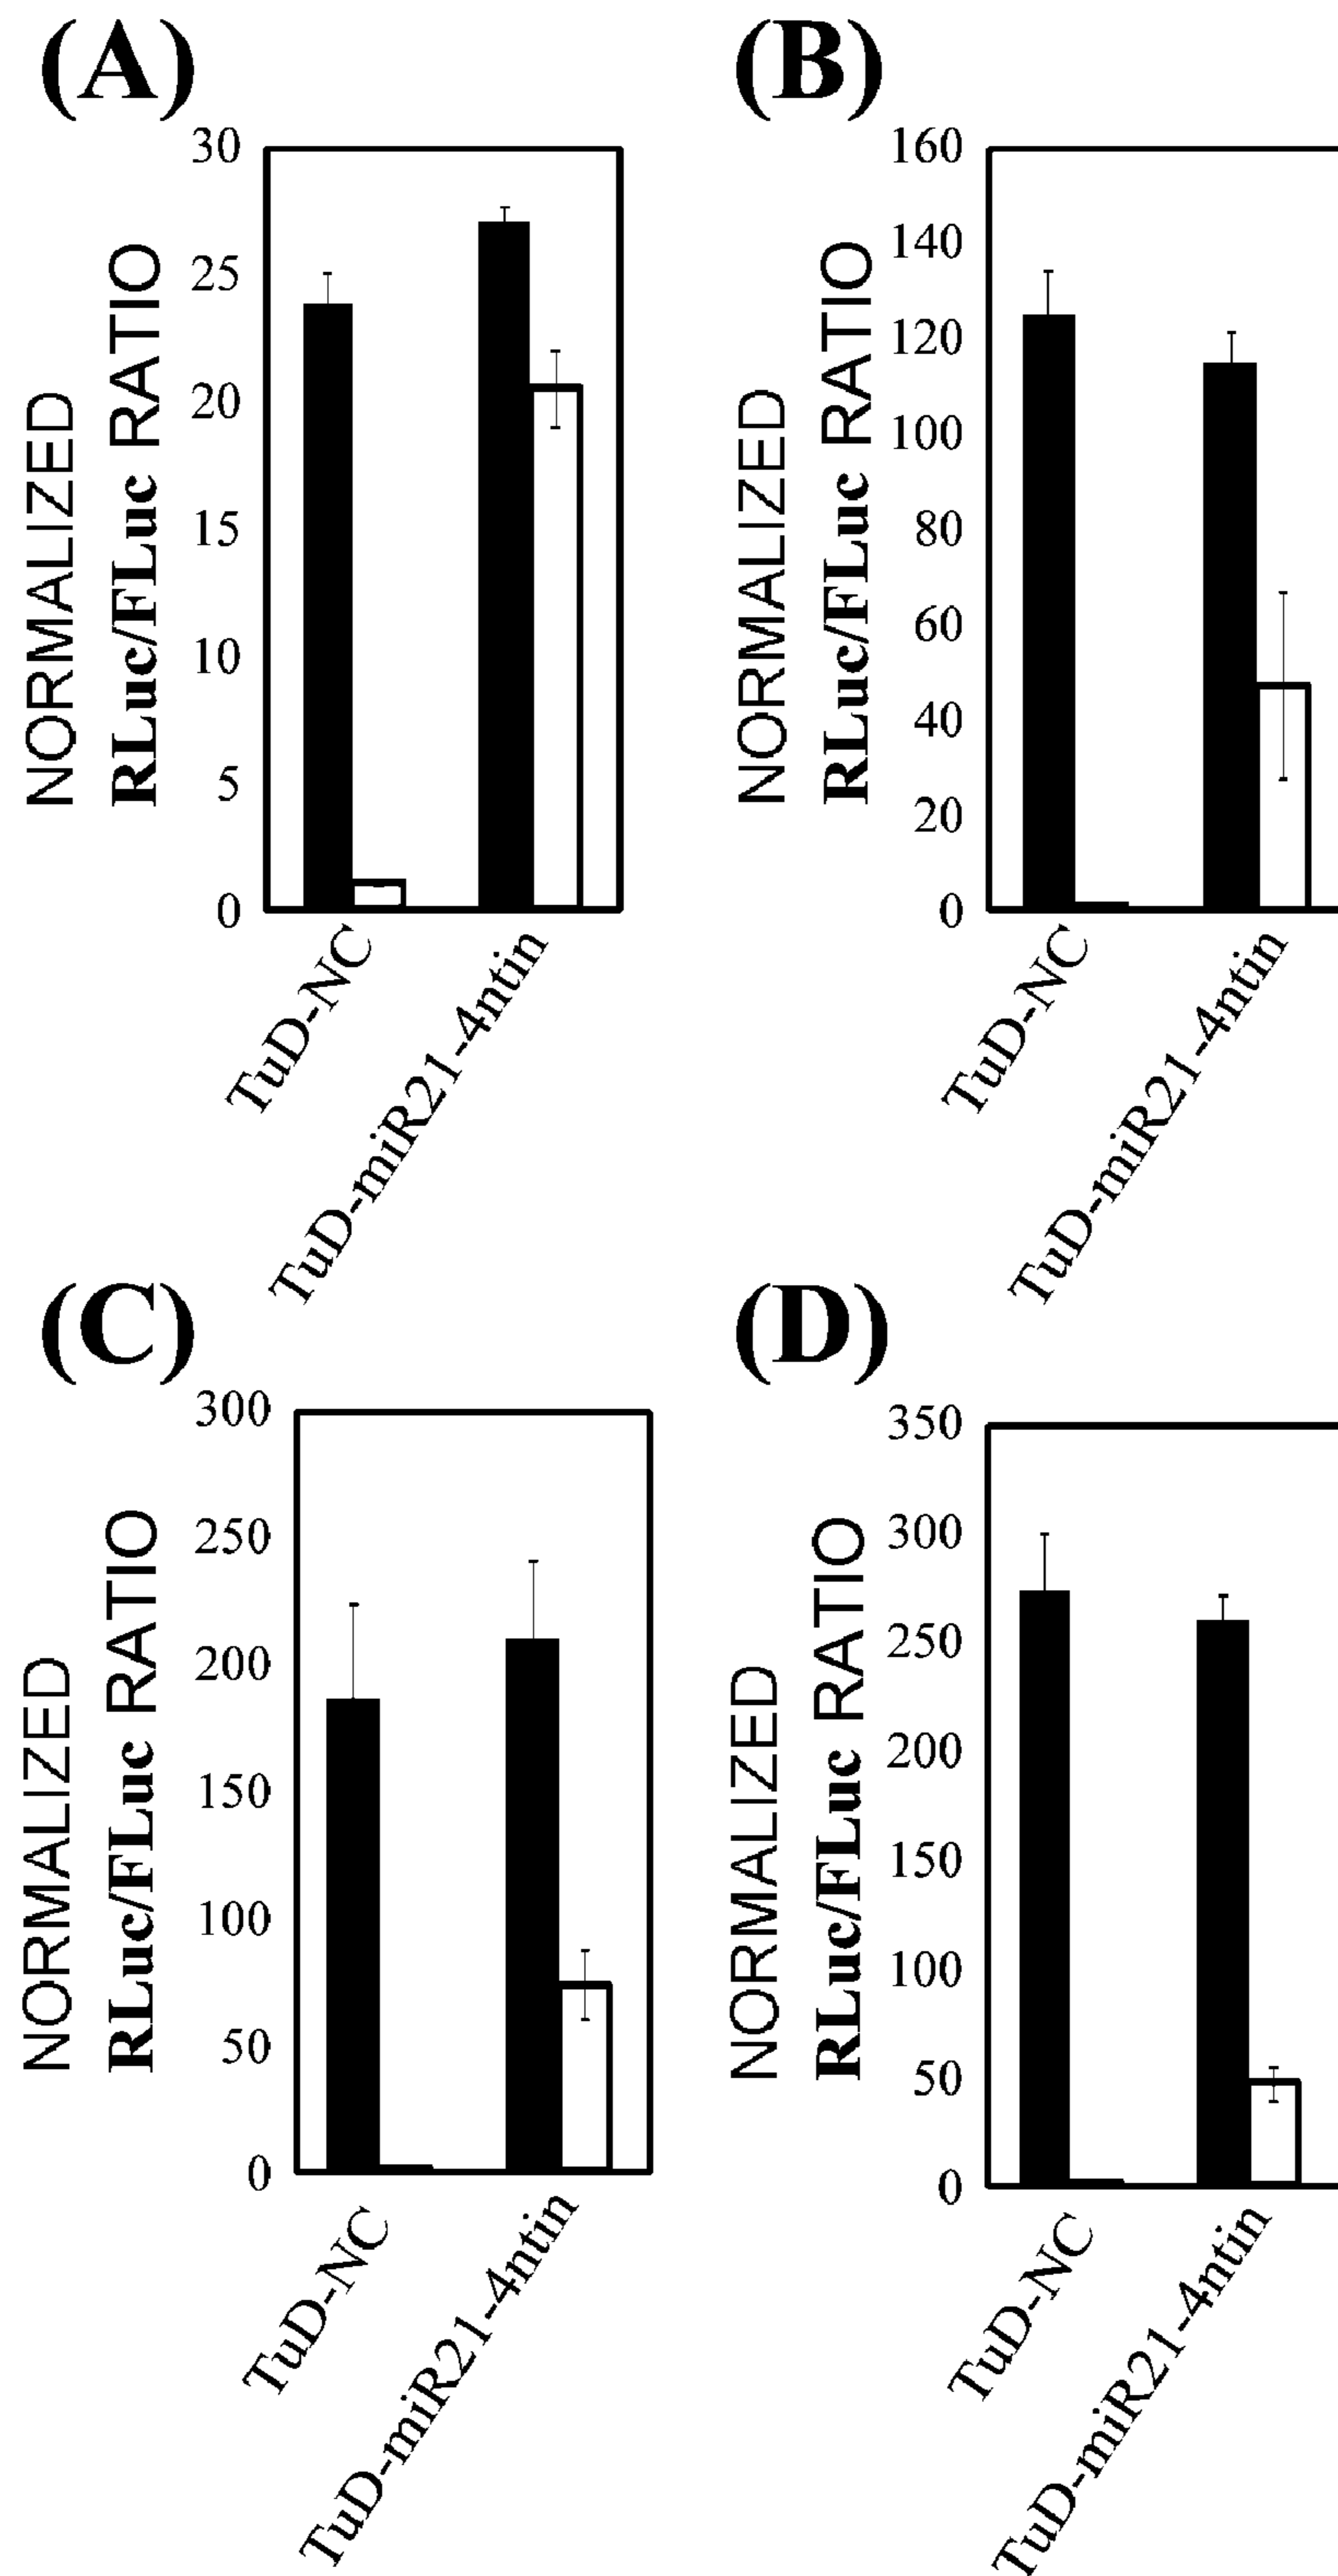 (A)
NORMALIZED
RLuc/FLuc RATIO
30
25
20
15
10
5
0
TuD-NC
TuD-miR21-4ntin
(B)
NORMALIZED
RLuc/FLuc RATIO
160
140
120
100
80
60
40
20
0
TuD-NC
TuD-miR21-4ntin
(C)
NORMALIZED
RLuc/FLuc RATIO
300
250
200
150
100
50
0
TuD-NC
TuD-miR21-4ntin
(D)
NORMALIZED
RLuc/FLuc RATIO
350
300
250
200
150
100
50
0
TuD-NC
TuD-miR21-4ntin